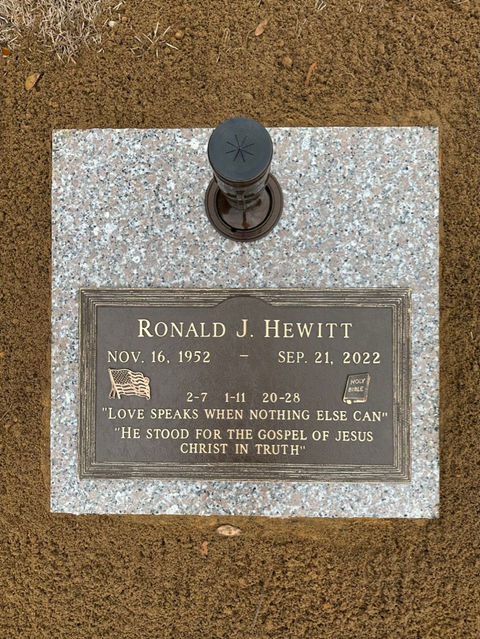 RONALD J. HEWITT
NOV. 16, 1952 – SEP. 21, 2022
HOLY
BIBLE
2-7 1-11 20-28
"LOVE SPEAKS WHEN NOTHING ELSE CAN"
"HE STOOD FOR THE GOSPEL OF JESUS
CHRIST IN TRUTH"